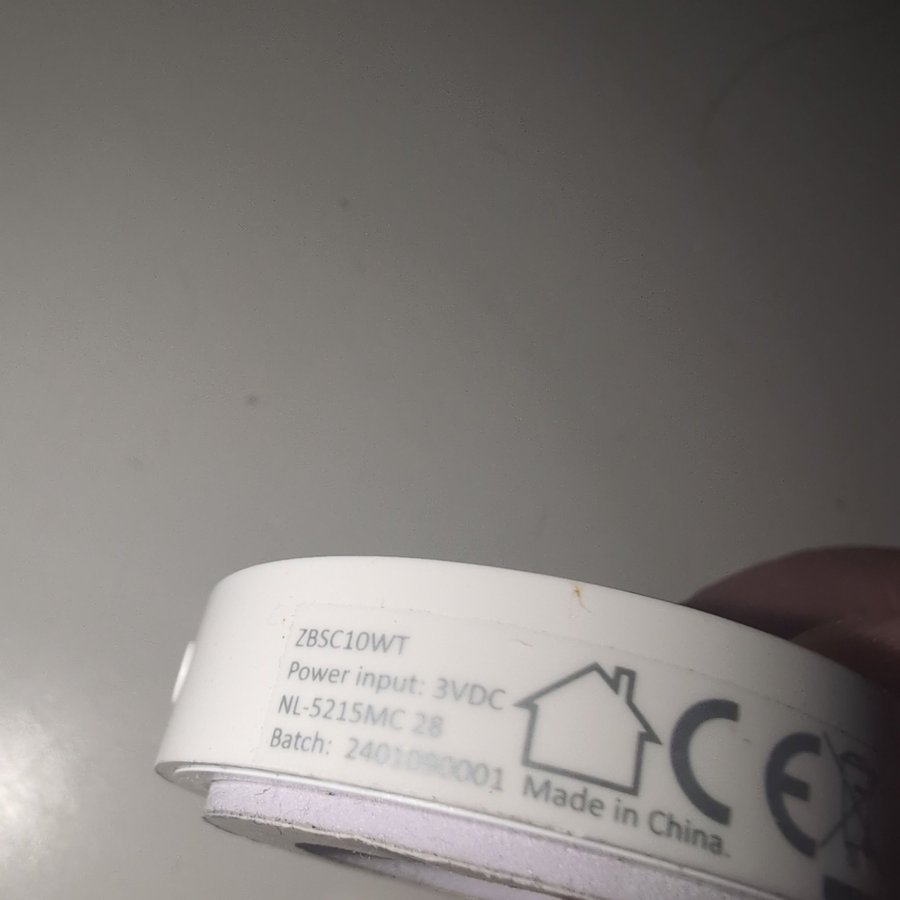 ZBSC10WT
Power input: 3VDC
NL-5215MC 28
Batch: 2401090001
Made in China.
CE